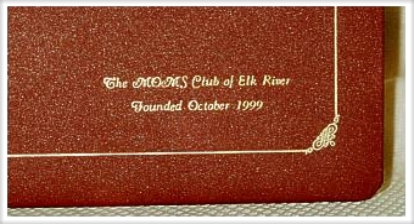 The MOMS Club of Elk River
Founded October 1999